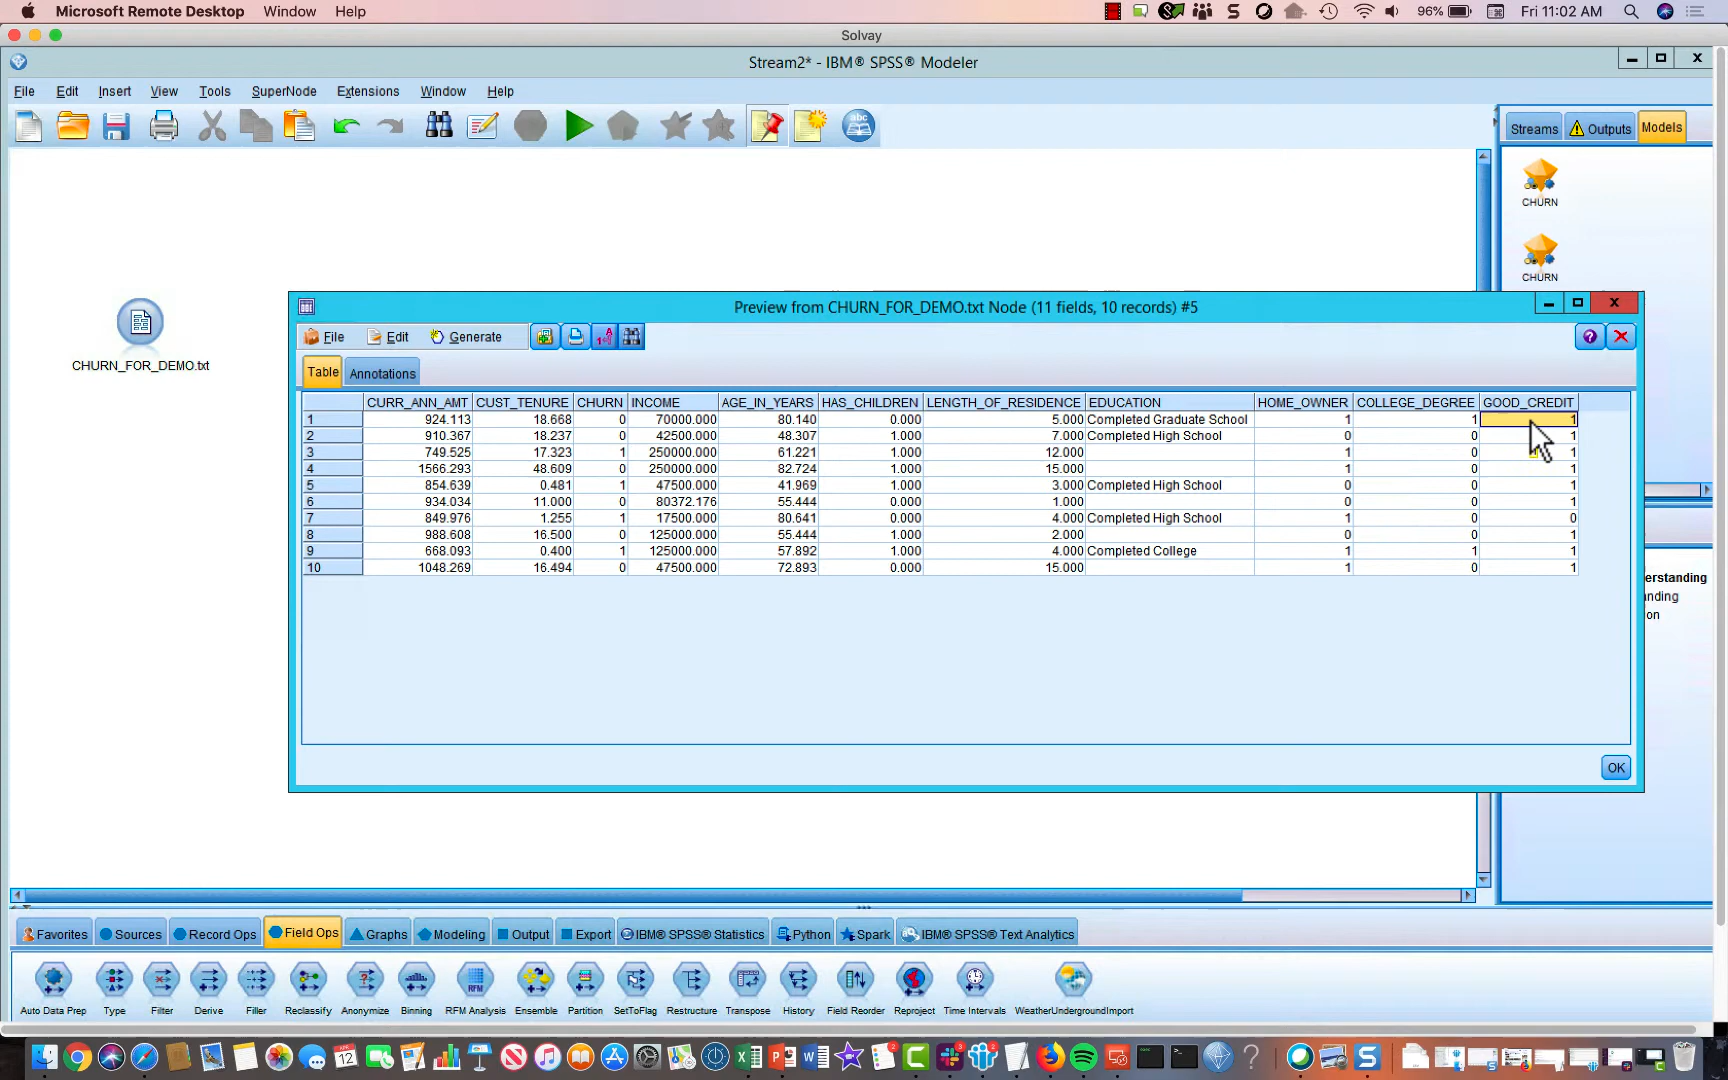 Microsoft Remote Desktop Window Help 96% Fri 11:02 AM
Solvay
Stream2* - IBM® SPSS® Modeler
File Edit Insert View Tools SuperNode Extensions Window Help
Streams Outputs Models
CHURN
CHURN
CHURN_FOR_DEMO.txt
Preview from CHURN_FOR_DEMO.txt Node (11 fields, 10 records) #5
File Edit Generate
Table Annotations
CURR_ANN_AMT CUST_TENURE CHURN INCOME AGE_IN_YEARS HAS_CHILDREN LENGTH_OF_RESIDENCE EDUCATION HOME_OWNER COLLEGE_DEGREE GOOD_CREDIT
1 924.113 18.668 0 70000.000 80.140 0.000 5.000 Completed Graduate School 1 1 1
2 910.367 18.237 0 42500.000 48.307 1.000 7.000 Completed High School 0 0 1
3 749.525 17.323 1 250000.000 61.221 1.000 12.000 1 0 1
4 1566.293 48.609 0 250000.000 82.724 1.000 15.000 1 0 1
5 854.639 0.481 1 47500.000 41.969 1.000 3.000 Completed High School 0 0 1
6 934.034 11.000 0 80372.176 55.444 0.000 1.000 0 0 1
7 849.976 1.255 1 17500.000 80.641 0.000 4.000 Completed High School 1 0 0
8 988.608 16.500 0 125000.000 55.444 1.000 2.000 0 0 1
9 668.093 0.400 1 125000.000 57.892 1.000 4.000 Completed College 1 1 1
10 1048.269 16.494 0 47500.000 72.893 0.000 15.000 1 0 1
erstanding
nding
on
OK
Favorites Sources Record Ops Field Ops Graphs Modeling Output Export IBM® SPSS® Statistics Python Spark IBM® SPSS® Text Analytics
RFM
Auto Data Prep Type Filter Derive Filler Reclassify Anonymize Binning RFM Analysis Ensemble Partition SetToFlag Restructure Transpose History Field Reorder Reproject Time Intervals WeatherUndergroundImport